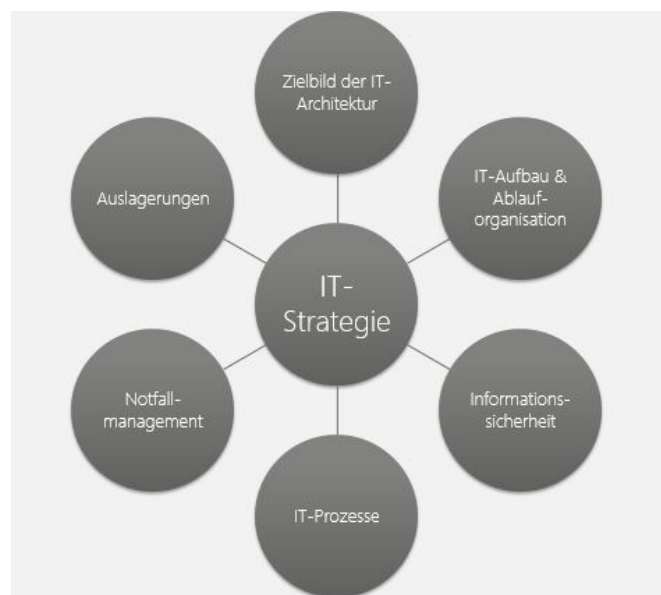 Zielbild der IT-
Architektur
IT-Aufbau &
Ablauf-
organisation
Informations-
sicherheit
IT-Prozesse
Notfall-
management
Auslagerungen
IT-
Strategie